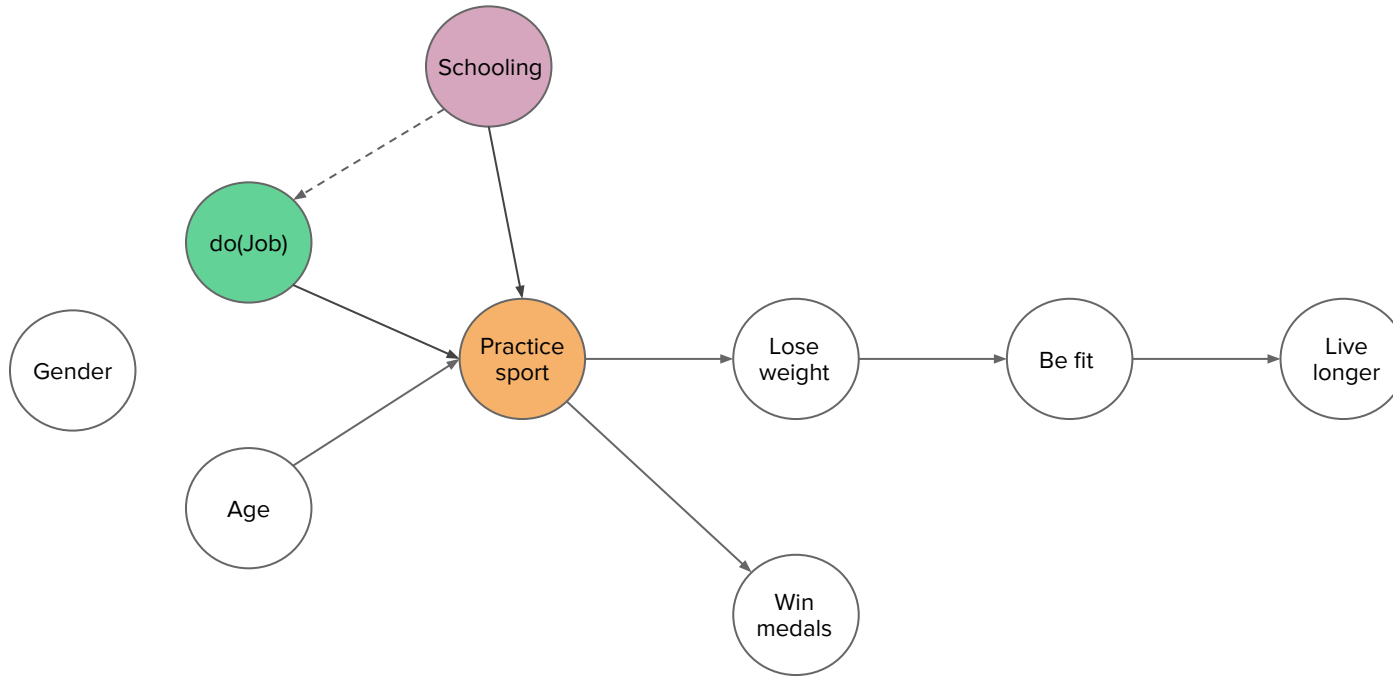 Schooling
do(Job)
Gender
Practice
sport
Lose
weight
Be fit
Live
longer
Age
Win
medals